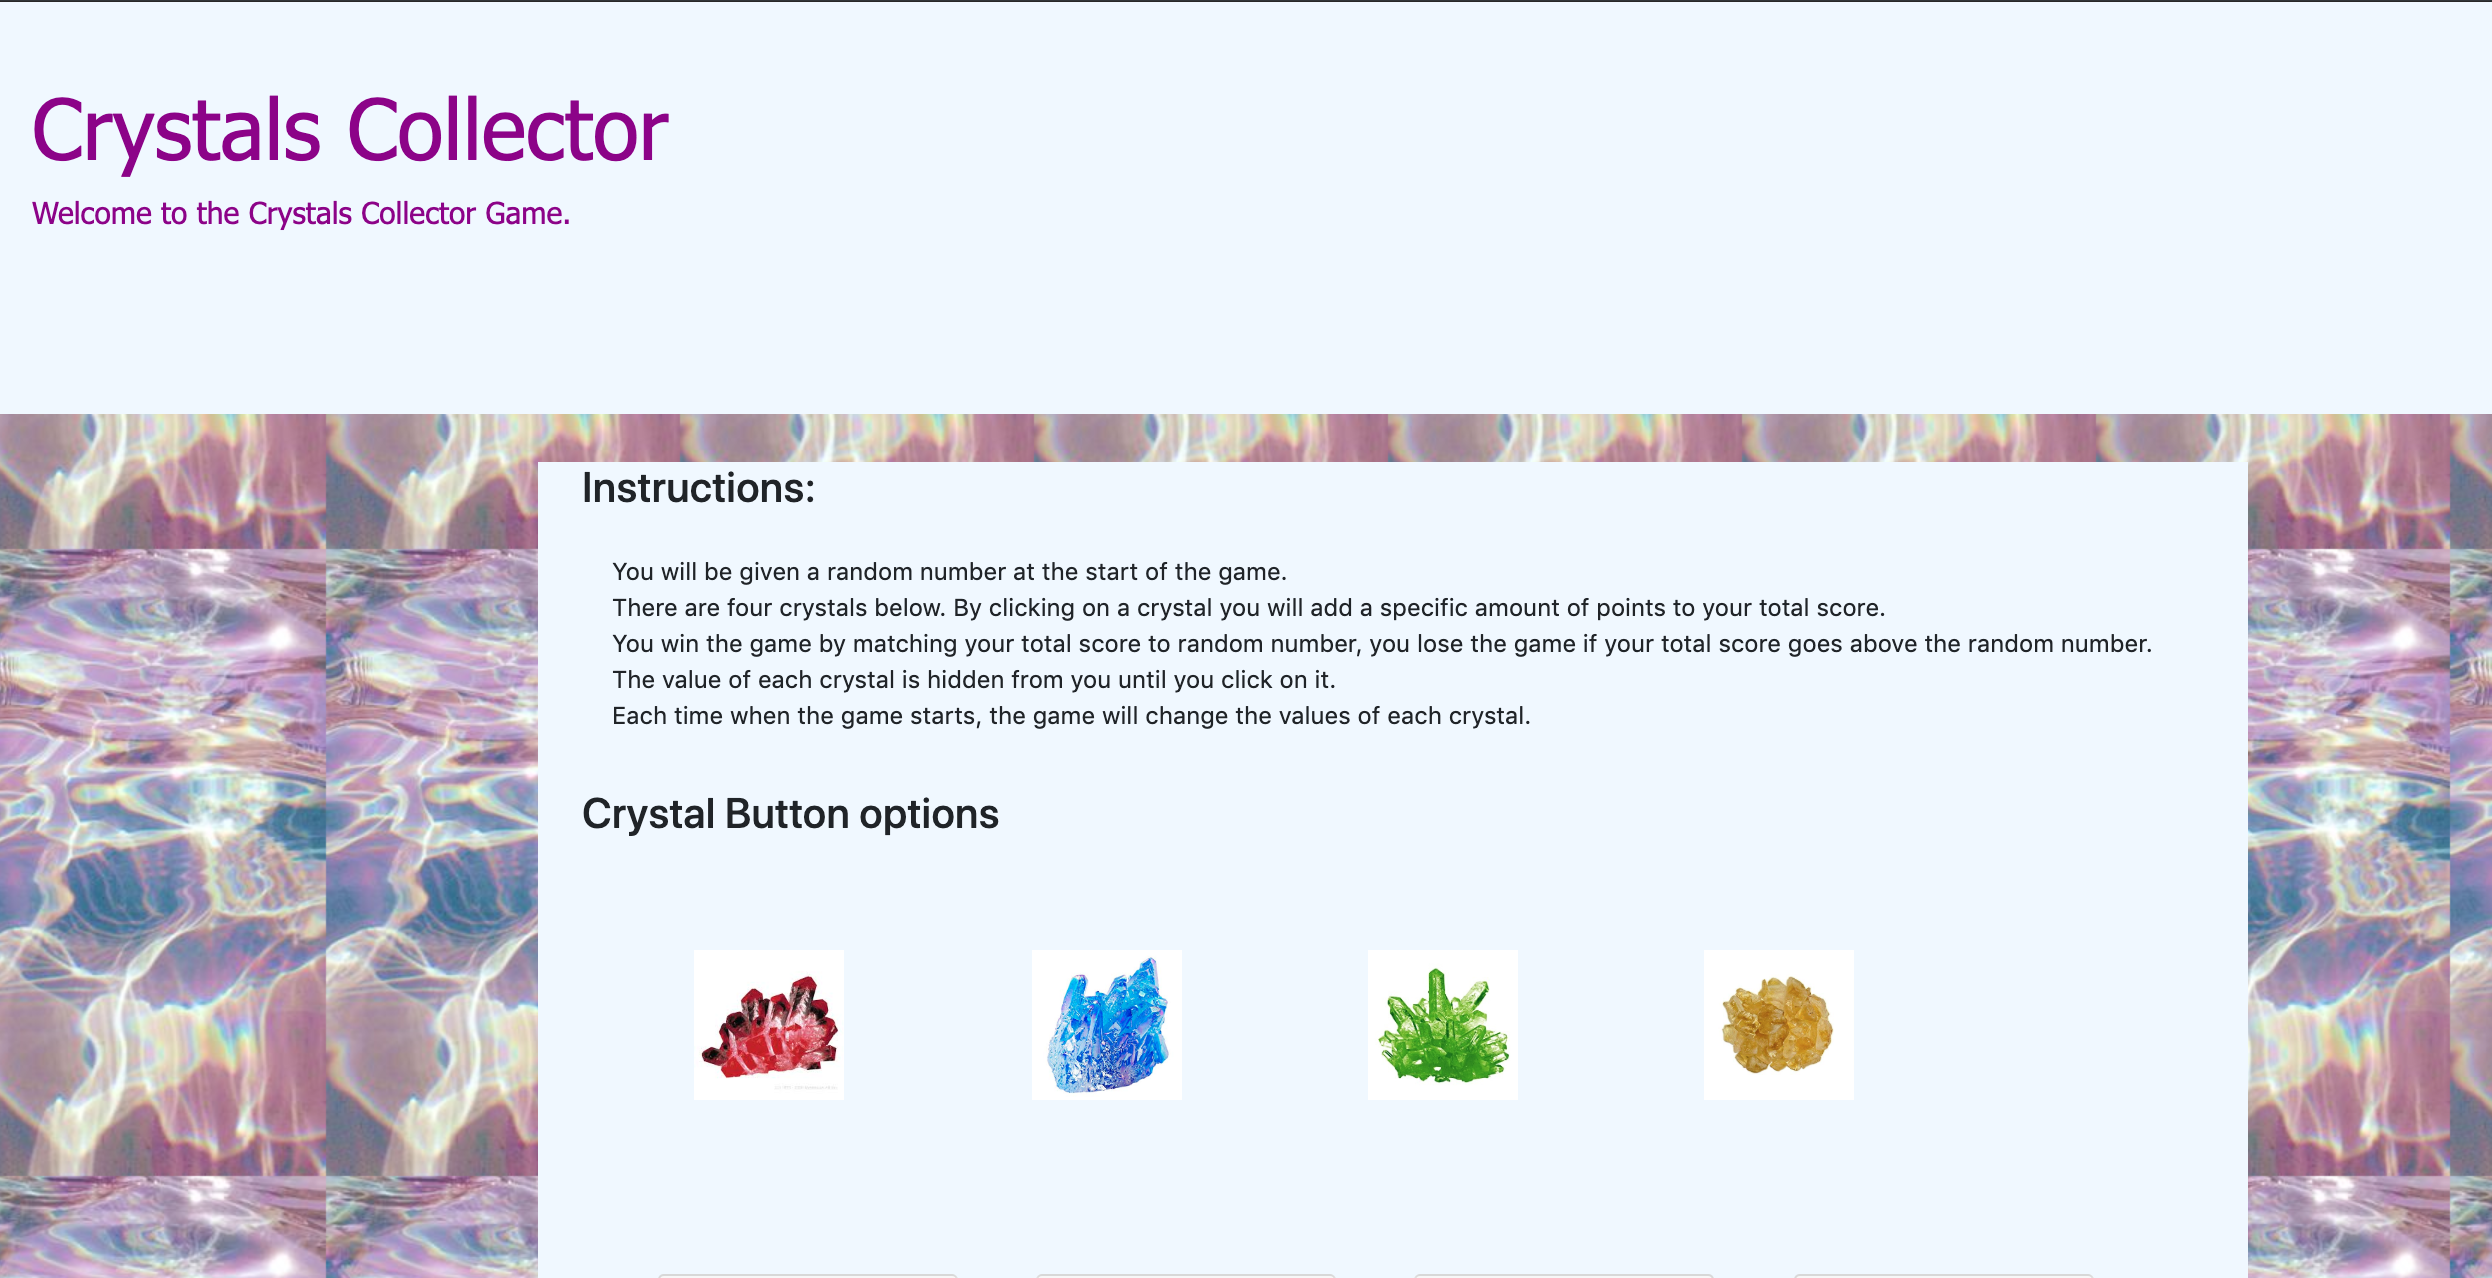 Crystals Collector
Welcome to the Crystals Collector Game.
Instructions:
You will be given a random number at the start of the game.
There are four crystals below. By clicking on a crystal you will add a specific amount of points to your total score.
You win the game by matching your total score to random number, you lose the game if your total score goes above the random number.
The value of each crystal is hidden from you until you click on it.
Each time when the game starts, the game will change the values of each crystal.
Crystal Button options